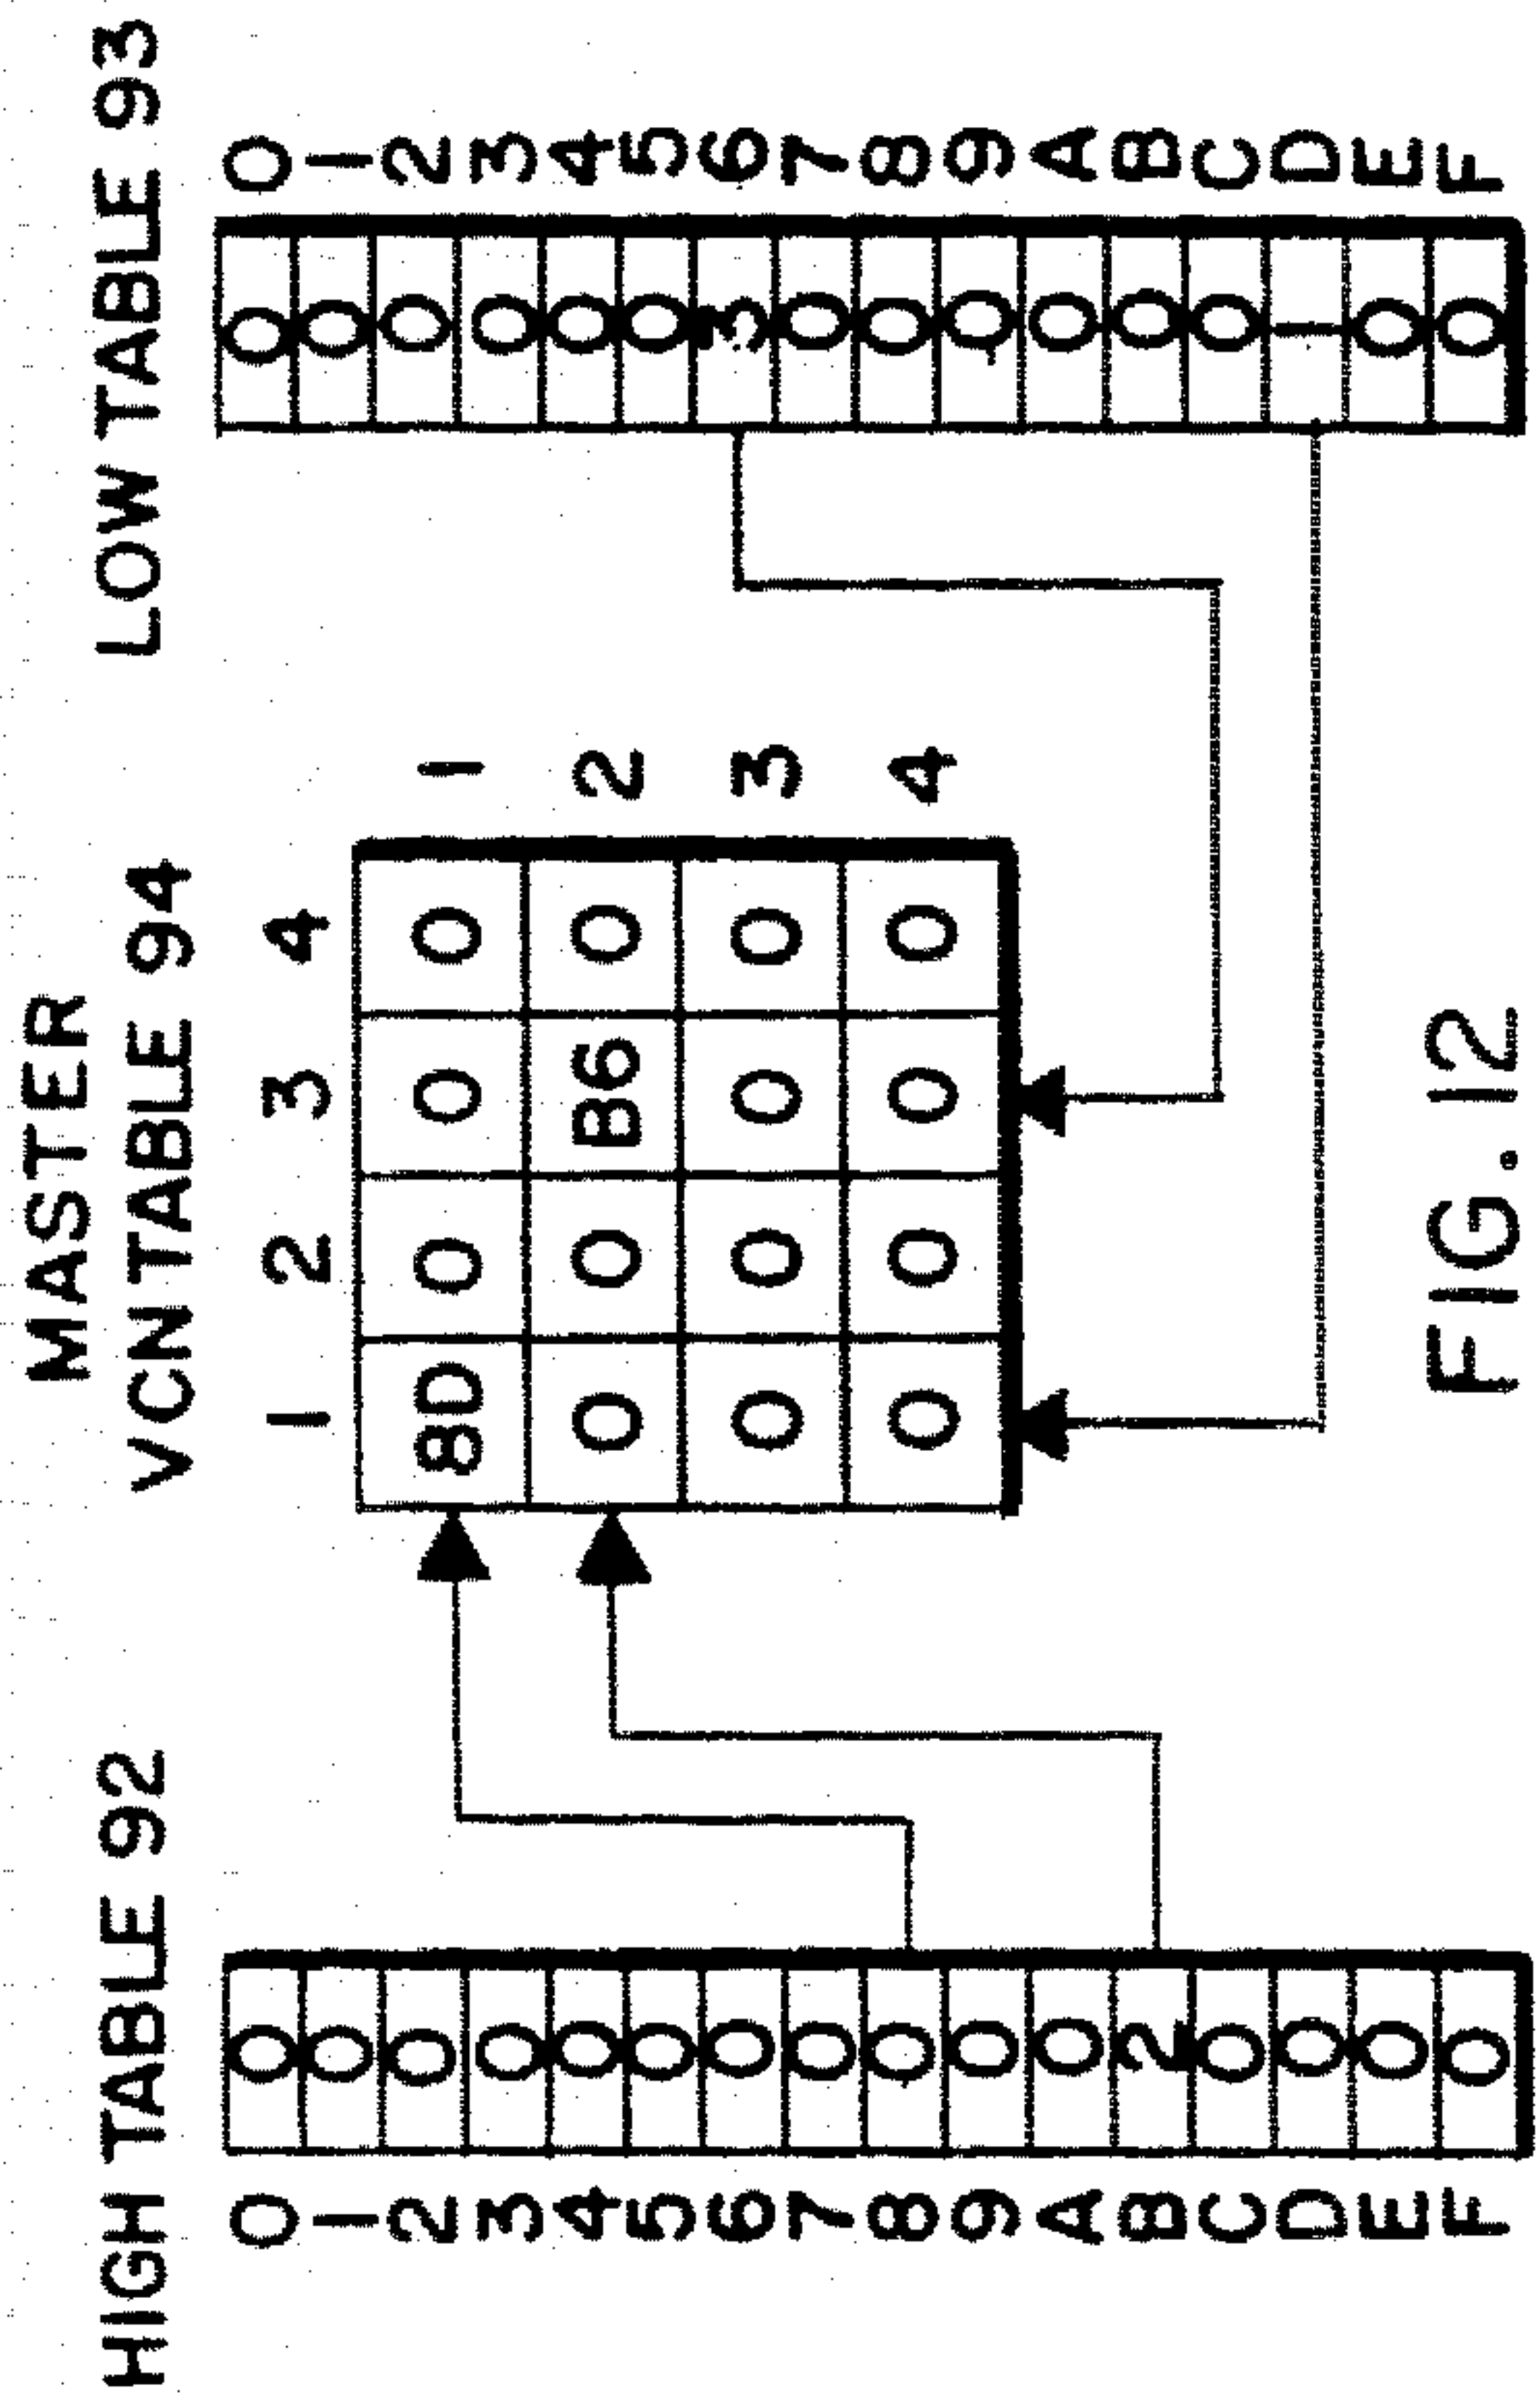 HIGH TABLE 92
0 0
1 0
2 0
3 0
4 0
5 0
6 0
7 0
8 0
9 0
A 0
B 2
C 0
D 0
E 0
F 0
MASTER
VCN TABLE 94
1 2 3 4
8D 0 0 0 1
0 0 B6 0 2
0 0 0 0 3
0 0 0 0 4
LOW TABLE 93
0 0
0 1
0 2
0 3
0 4
0 5
3 6
0 7
0 8
0 9
0 A
0 B
0 C
1 D
0 E
0 F
FIG. 12